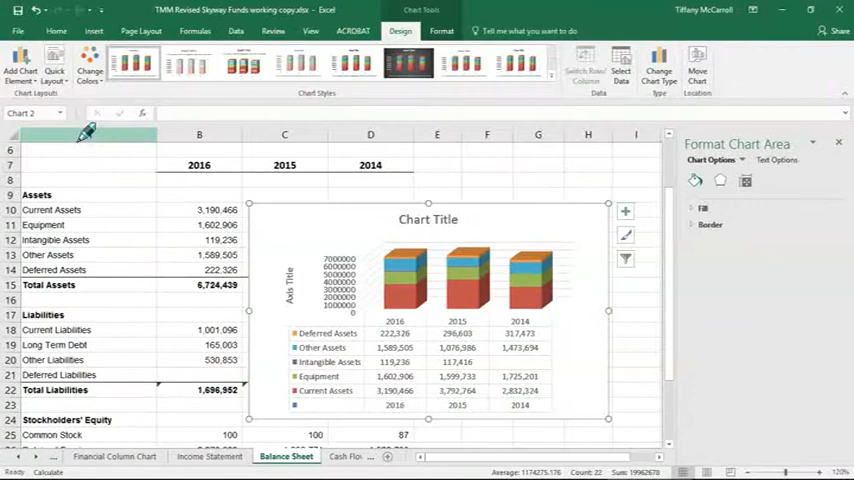 TMM Revised Skyway Funds working copy.xlsx - Excel
Chart Tools
Tiffany McCarroll
File Home Insert Page Layout Formulas Data Review View ACROBAT Design Format Tell me what you want to do Share
Add Chart Element
Quick Layout
Change Colors
Switch Row/ Column
Select Data
Change Chart Type
Move Chart
Chart Layouts Chart Styles Data Type Location
Chart 2 fx
B C D E F G H I
6
7 2016 2015 2014
8
9 Assets
10 Current Assets 3,190,466
11 Equipment 1,602,906
12 Intangible Assets 119,236
13 Other Assets 1,589,505
14 Deferred Assets 222,326
15 Total Assets 6,724,439
16
17 Liabilities
18 Current Liabilities 1,001,096
19 Long Term Debt 165,003
20 Other Liabilities 530,853
21 Deferred Liabilities
22 Total Liabilities 1,696,952
23
24 Stockholders' Equity
25 Common Stock 100 100 87
Chart Title
Axis Title
7000000
6000000
5000000
4000000
3000000
2000000
1000000
0
2016 2015 2014
Deferred Assets 222,326 296,603 317,473
Other Assets 1,589,505 1,076,986 1,473,694
Intangible Assets 119,236 117,416
Equipment 1,602,906 1,599,733 1,725,201
Current Assets 3,190,466 3,792,764 2,832,324
2016 2015 2014
Format Chart Area
Chart Options Text Options
Fill
Border
... Financial Column Chart Income Statement Balance Sheet Cash Flo ...
Ready Calculate Average: 1174275.176 Count: 22 Sum: 19962678 120%